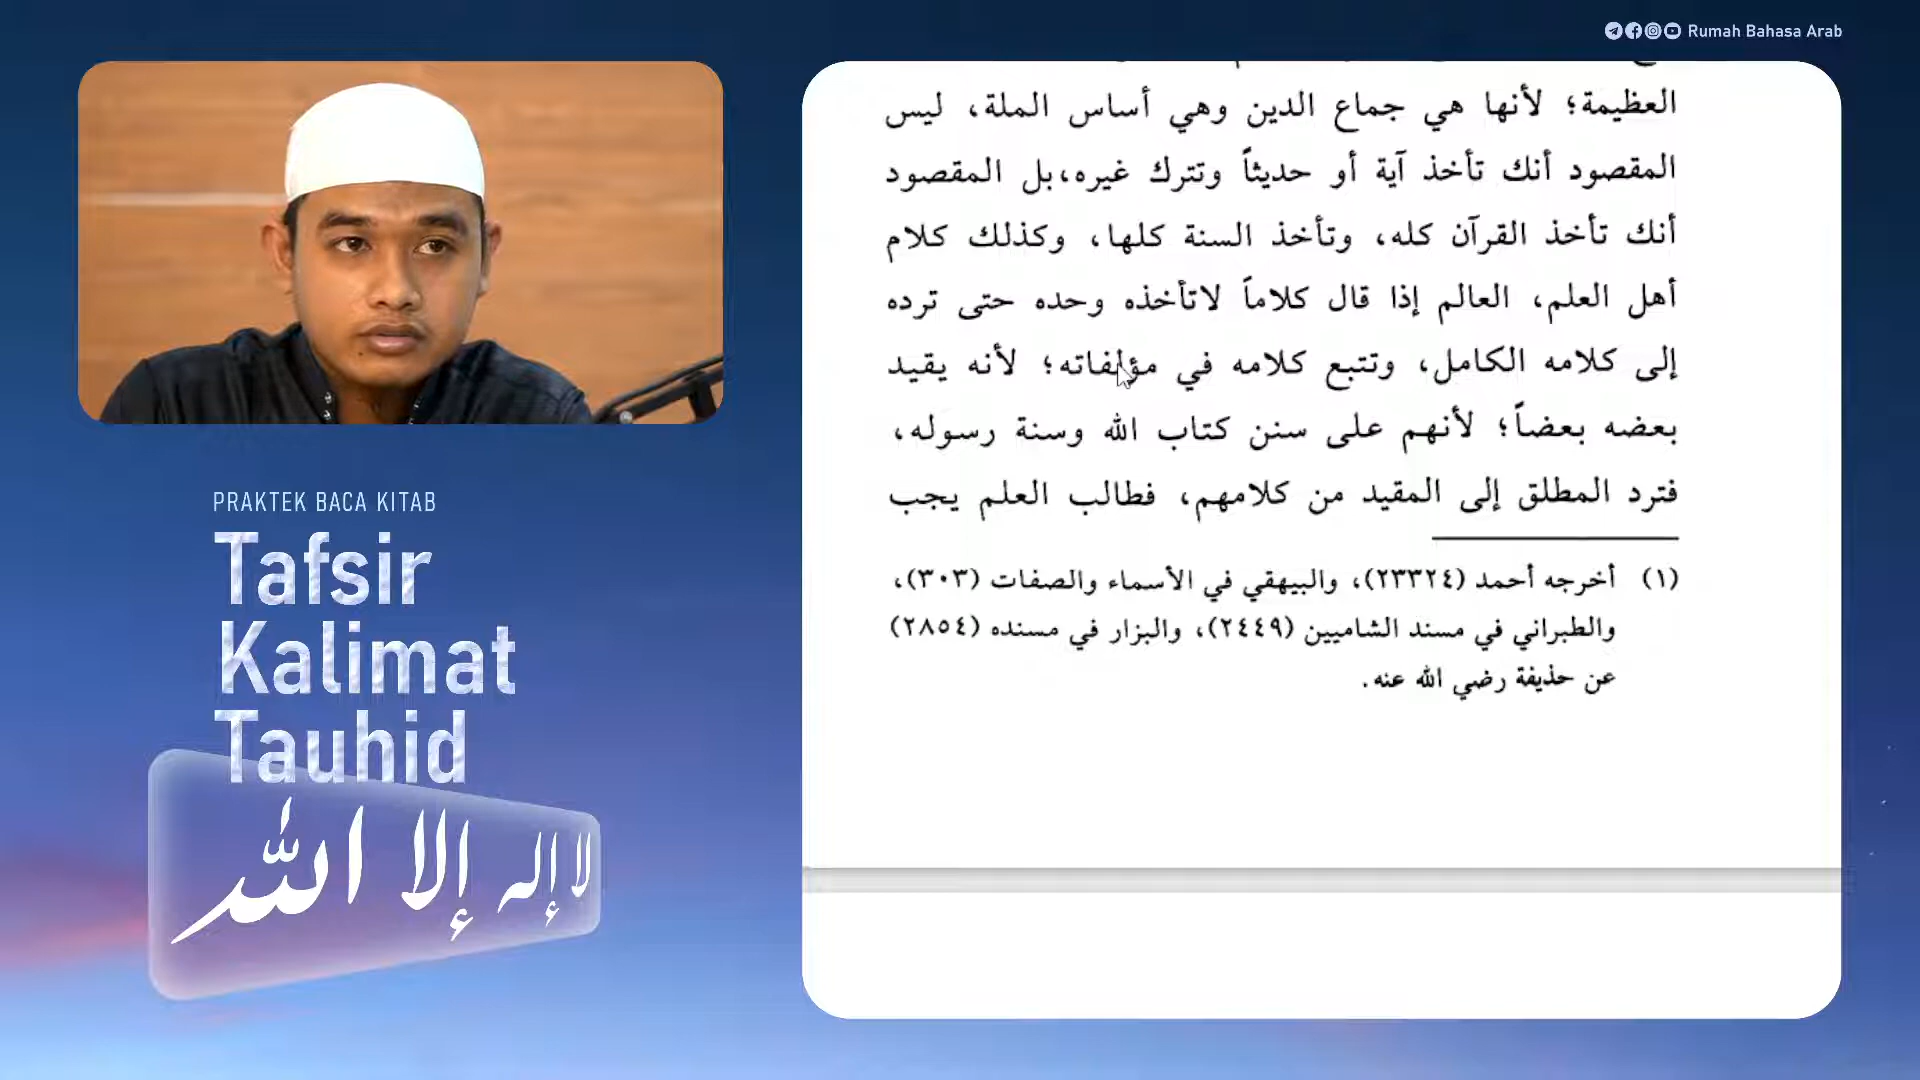 Rumah Bahasa Arab
PRAKTEK BACA KITAB
Tafsir
Kalimat
Tauhid
لا إله إلا الله
العظيمة؛ لأنها هي جماع الدين وهي أساس الملة، ليس
المقصود أنك تأخذ آية أو حديثاً وتترك غيره،بل المقصود
أنك تأخذ القرآن كله، وتأخذ السنة كلها، وكذلك كلام
أهل العلم، العالم إذا قال كلاماً لاتأخذه وحده حتى ترده
إلى كلامه الكامل، وتتبع كلامه في مؤلفاته؛ لأنه يقيد
بعضه بعضاً؛ لأنهم على سنن كتاب الله وسنة رسوله،
فترد المطلق إلى المقيد من كلامهم، فطالب العلم يجب
(١) أخرجه أحمد (٢٣٣٢٤)، والبيهقي في الأسماء والصفات (٣٠٣)،
والطبراني في مسند الشاميين (٢٤٤٩)، والبزار في مسنده (٢٨٥٤)
عن حذيفة رضي الله عنه.